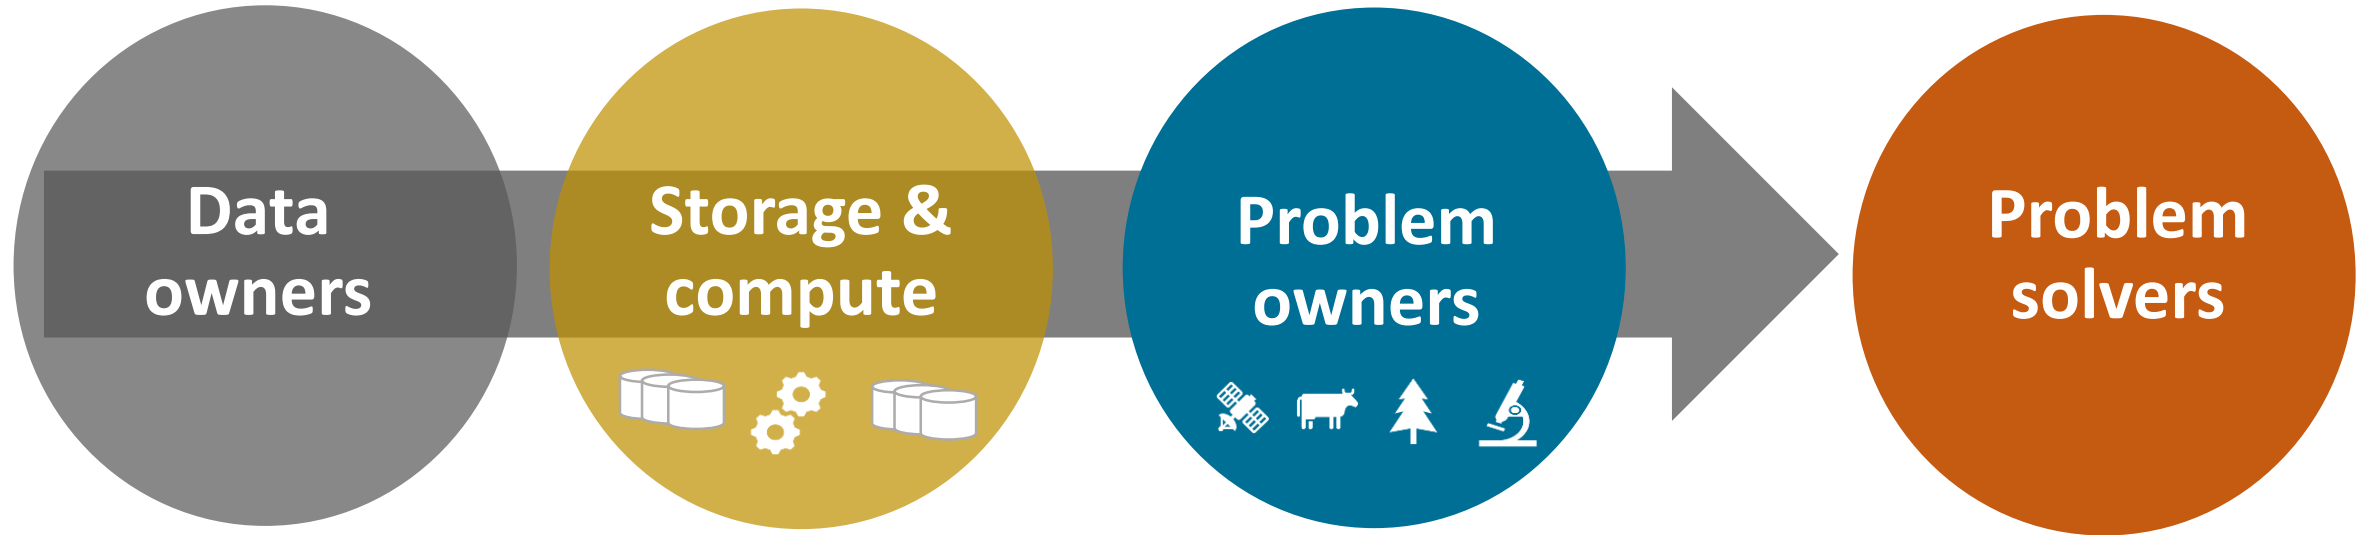 Data
owners
Storage &
compute
Problem
owners
Problem
solvers